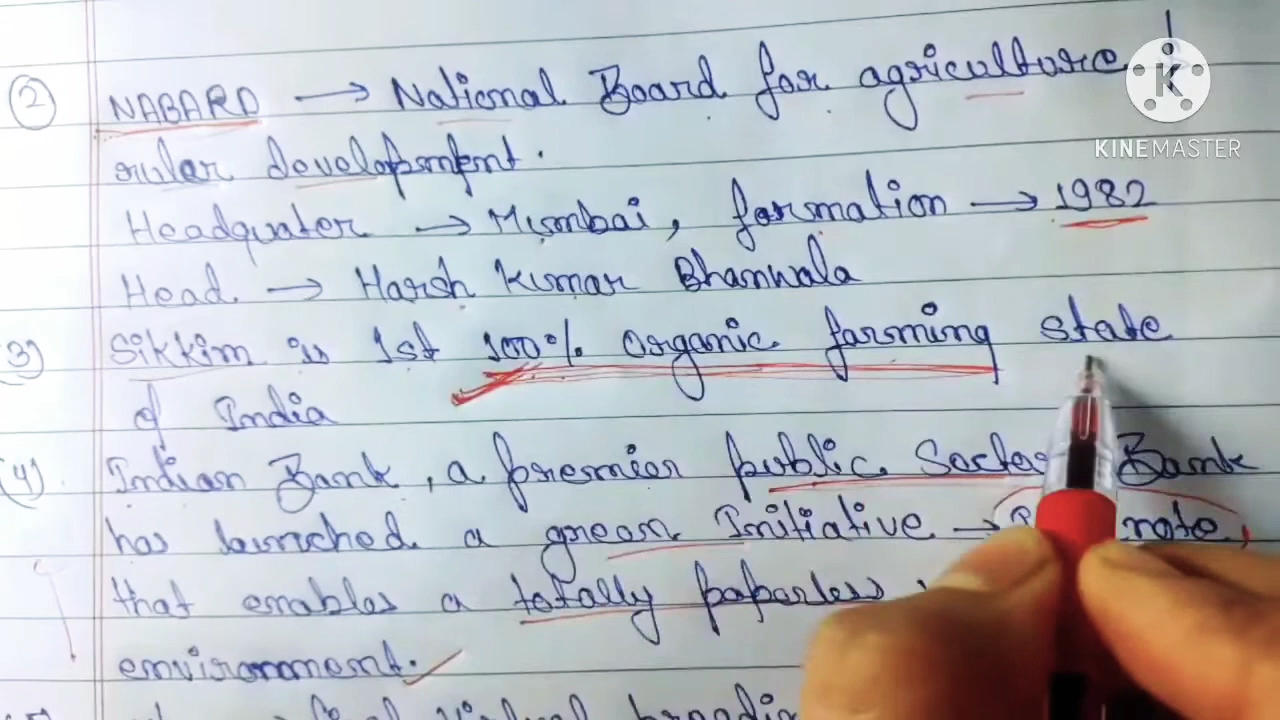 (2) NABARD → National Board for agriculture
ruler development.
Headquater → Mumbai, formation → 1982
Head. → Harsh Kumar Bhanwala
(3) Sikkim is 1st 100% organic farming state
of India
(4). Indian Bank, a premier public Sector Bank
has launched a green Initiative → note,
that enables a totally paperless
environment.
KINEMASTER